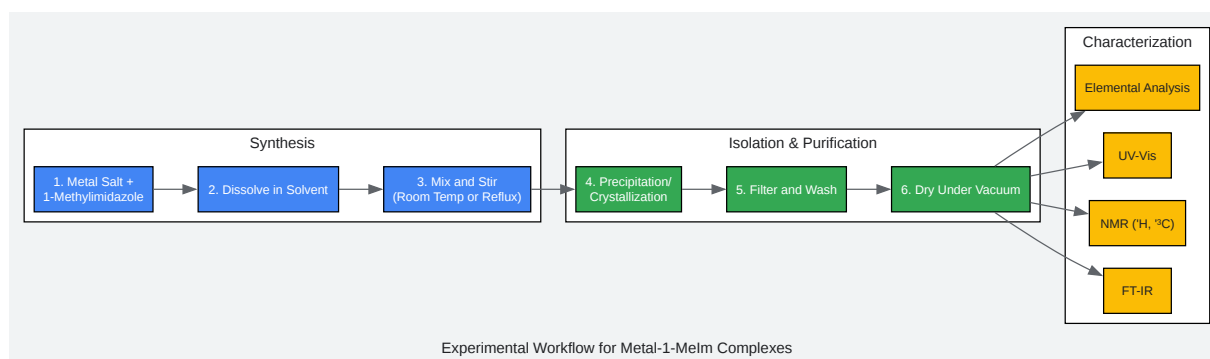 Synthesis
1. Metal Salt +
1-Methylimidazole
2. Dissolve in Solvent
3. Mix and Stir
(Room Temp or Reflux)
Isolation & Purification
4. Precipitation/
Crystallization
5. Filter and Wash
6. Dry Under Vacuum
Characterization
Elemental Analysis
UV-Vis
NMR ('H, '³C)
FT-IR
Experimental Workflow for Metal-1-MeIm Complexes